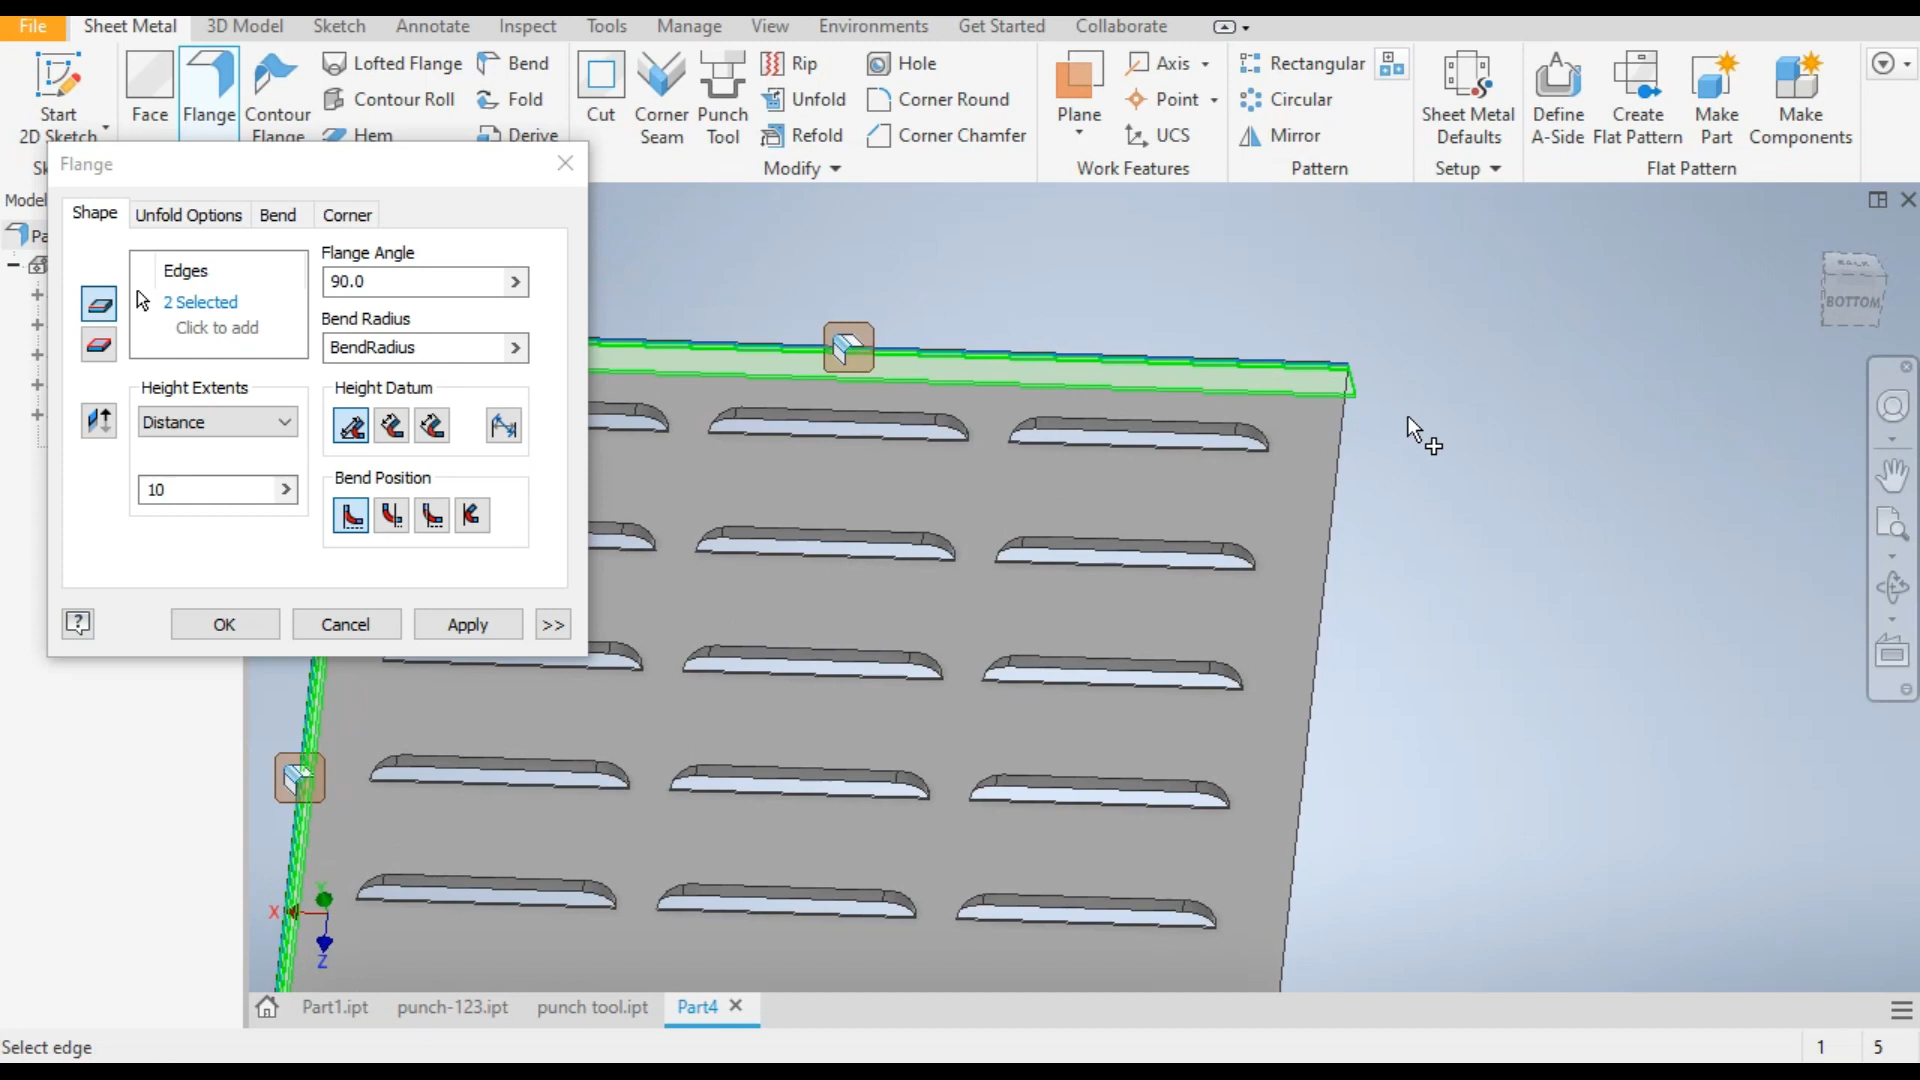 File Sheet Metal 3D Model Sketch Annotate Inspect Tools Manage View Environments Get Started Collaborate
Start
2D Sketch
Face
Flange
Contour
Flange
Lofted Flange
Contour Roll
Hem
Bend
Fold
Derive
Cut
Corner
Seam
Punch
Tool
Rip
Unfold
Refold
Hole
Corner Round
Corner Chamfer
Modify
Plane
Axis
Point
UCS
Work Features
Rectangular
Circular
Mirror
Pattern
Sheet Metal
Defaults
Setup
Define
A-Side
Create
Flat Pattern
Make
Part
Make
Components
Flat Pattern
Sk
Model
Pa
Flange
Shape Unfold Options Bend Corner
Edges
2 Selected
Click to add
Flange Angle
90.0 >
Bend Radius
BendRadius >
Height Extents
Distance
10 >
Height Datum
Bend Position
?
OK Cancel Apply >>
BACK
BOTTOM
X
Y
Z
Part1.ipt punch-123.ipt punch tool.ipt Part4
Select edge
1 5